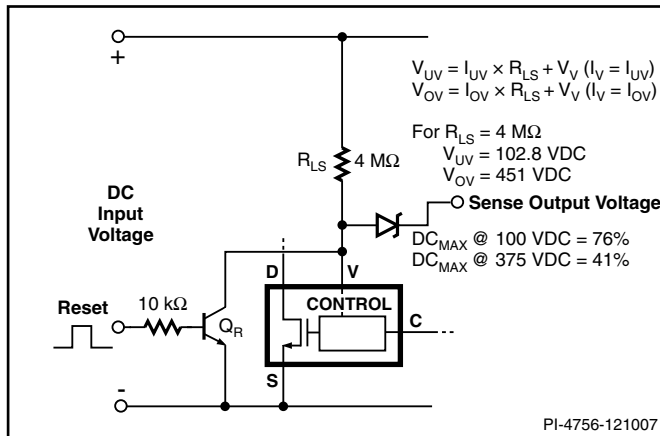 +
V_UV = I_UV × R_LS + V_V (I_V = I_UV)
V_OV = I_OV × R_LS + V_V (I_V = I_OV)
For R_LS = 4 MΩ
V_UV = 102.8 VDC
V_OV = 451 VDC
R_LS 4 MΩ
DC
Input
Voltage
Sense Output Voltage
DC_MAX @ 100 VDC = 76%
DC_MAX @ 375 VDC = 41%
D V
CONTROL
Reset 10 kΩ
Q_R
C
S
-
PI-4756-121007